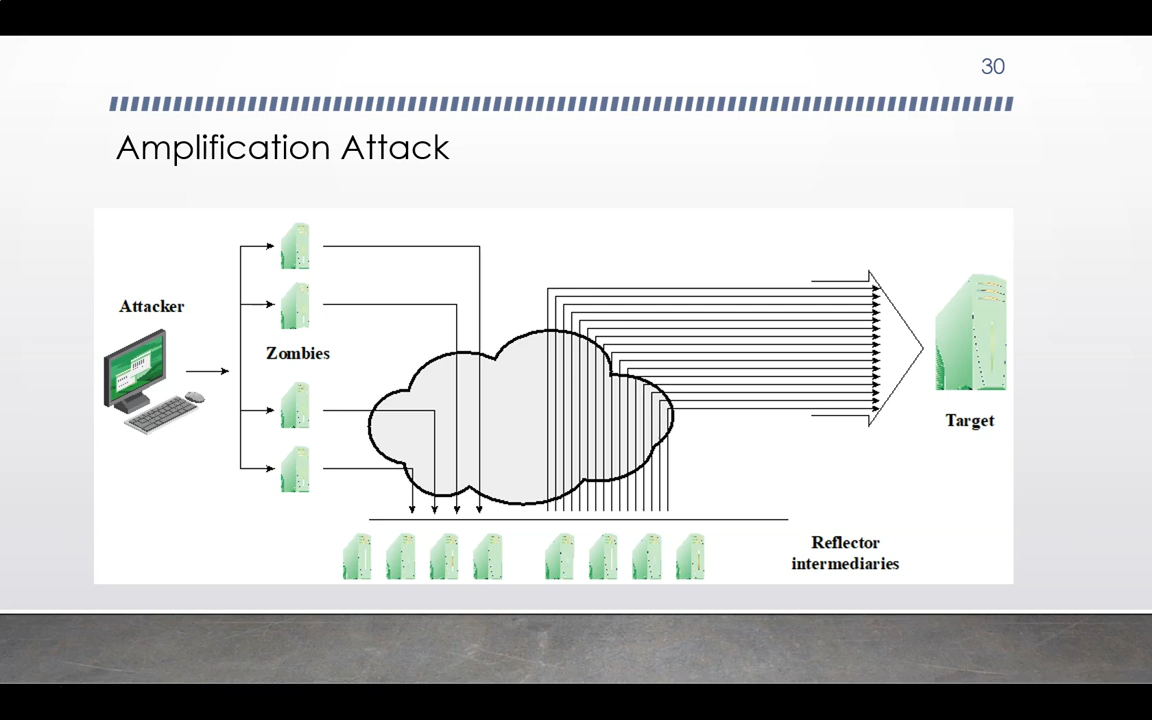 30
Amplification Attack
Attacker
Zombies
Target
Reflector
intermediaries